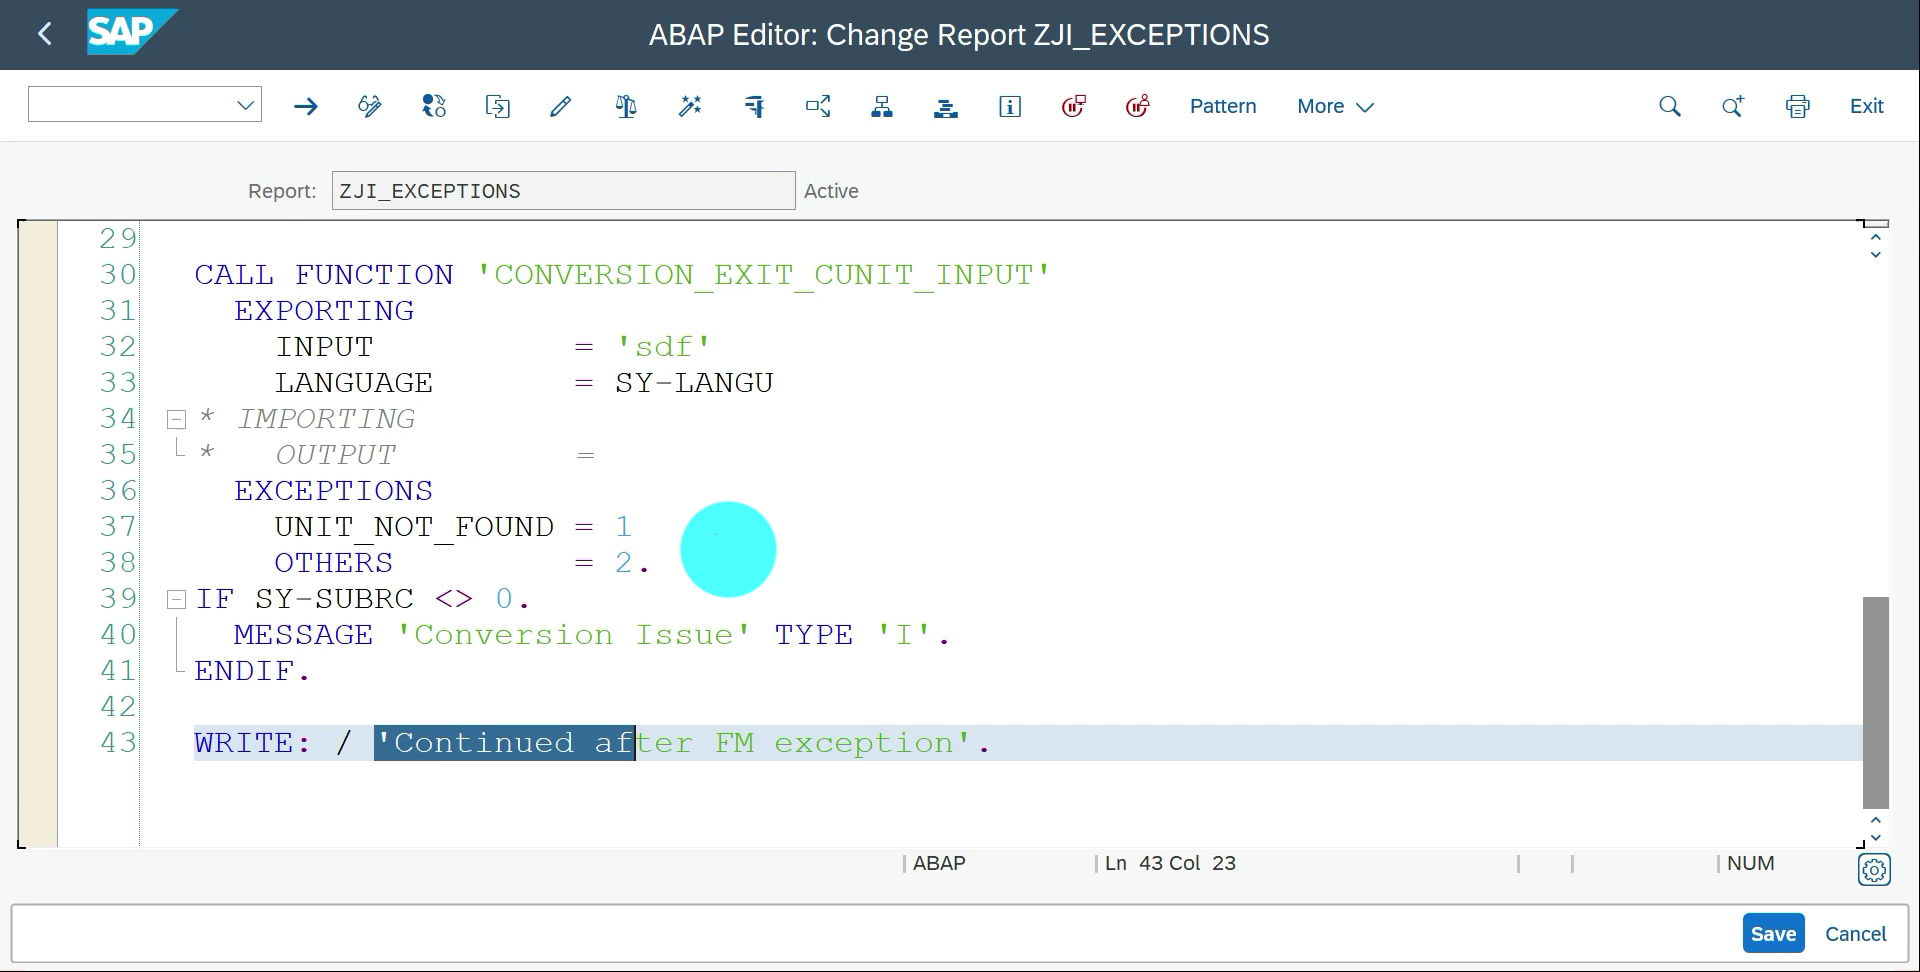 SAP
ABAP Editor: Change Report ZJI_EXCEPTIONS
Pattern More Exit
Report: ZJI_EXCEPTIONS Active
29
30 CALL FUNCTION 'CONVERSION_EXIT_CUNIT_INPUT'
31 EXPORTING
32 INPUT = 'sdf'
33 LANGUAGE = SY-LANGU
34 * IMPORTING
35 * OUTPUT =
36 EXCEPTIONS
37 UNIT_NOT_FOUND = 1
38 OTHERS = 2.
39 IF SY-SUBRC <> 0.
40 MESSAGE 'Conversion Issue' TYPE 'I'.
41 ENDIF.
42
43 WRITE: / 'Continued after FM exception'.
ABAP Ln 43 Col 23 NUM
Save Cancel